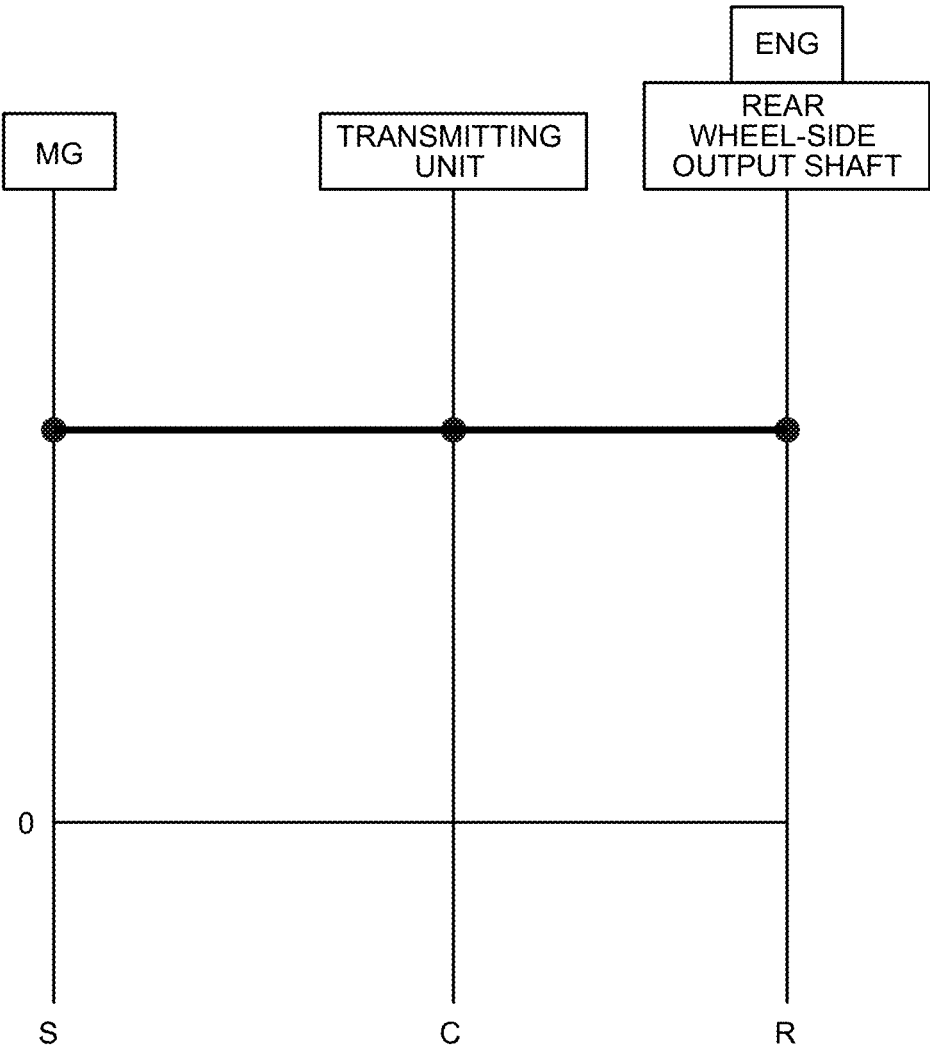 ENG
MG
TRANSMITTING
UNIT
REAR
WHEEL-SIDE
OUTPUT SHAFT
0
S
C
R